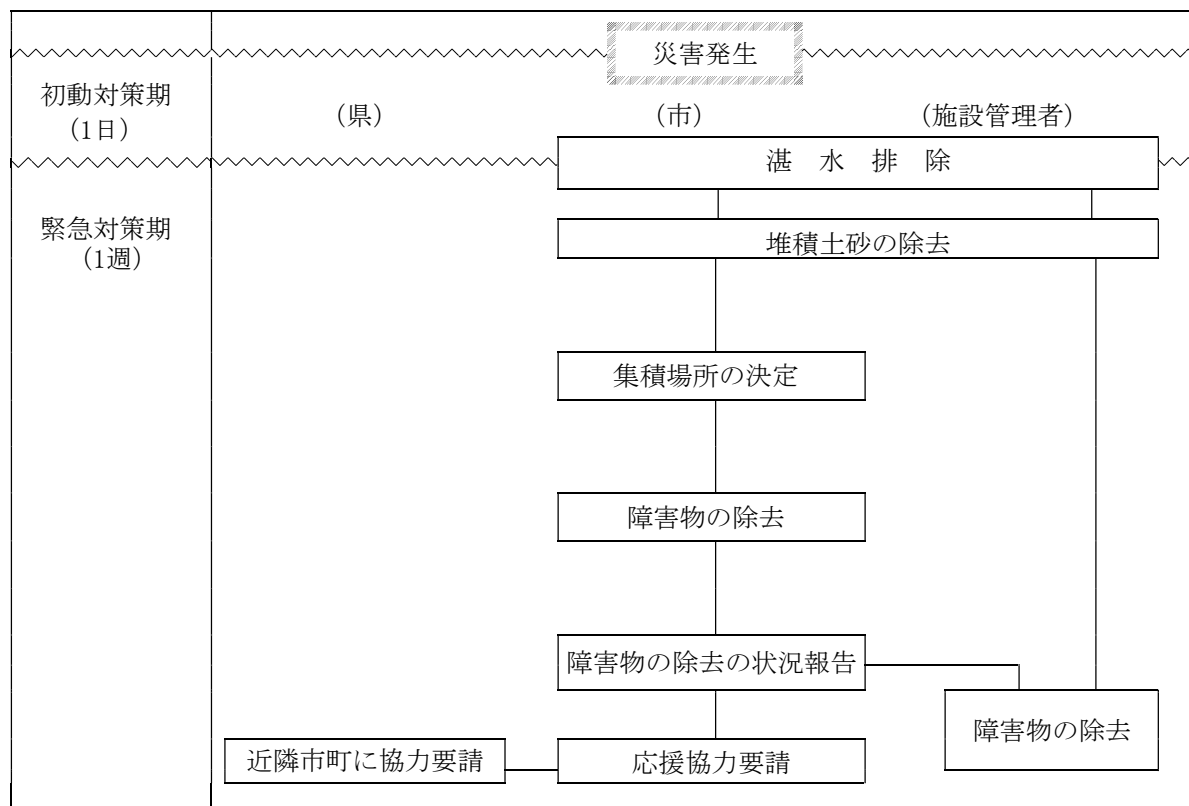 災害発生
初動対策期
（1日）
（県）
（市）
（施設管理者）
湛水排除
緊急対策期
（1週）
堆積土砂の除去
集積場所の決定
障害物の除去
障害物の除去の状況報告
障害物の除去
近隣市町に協力要請
応援協力要請